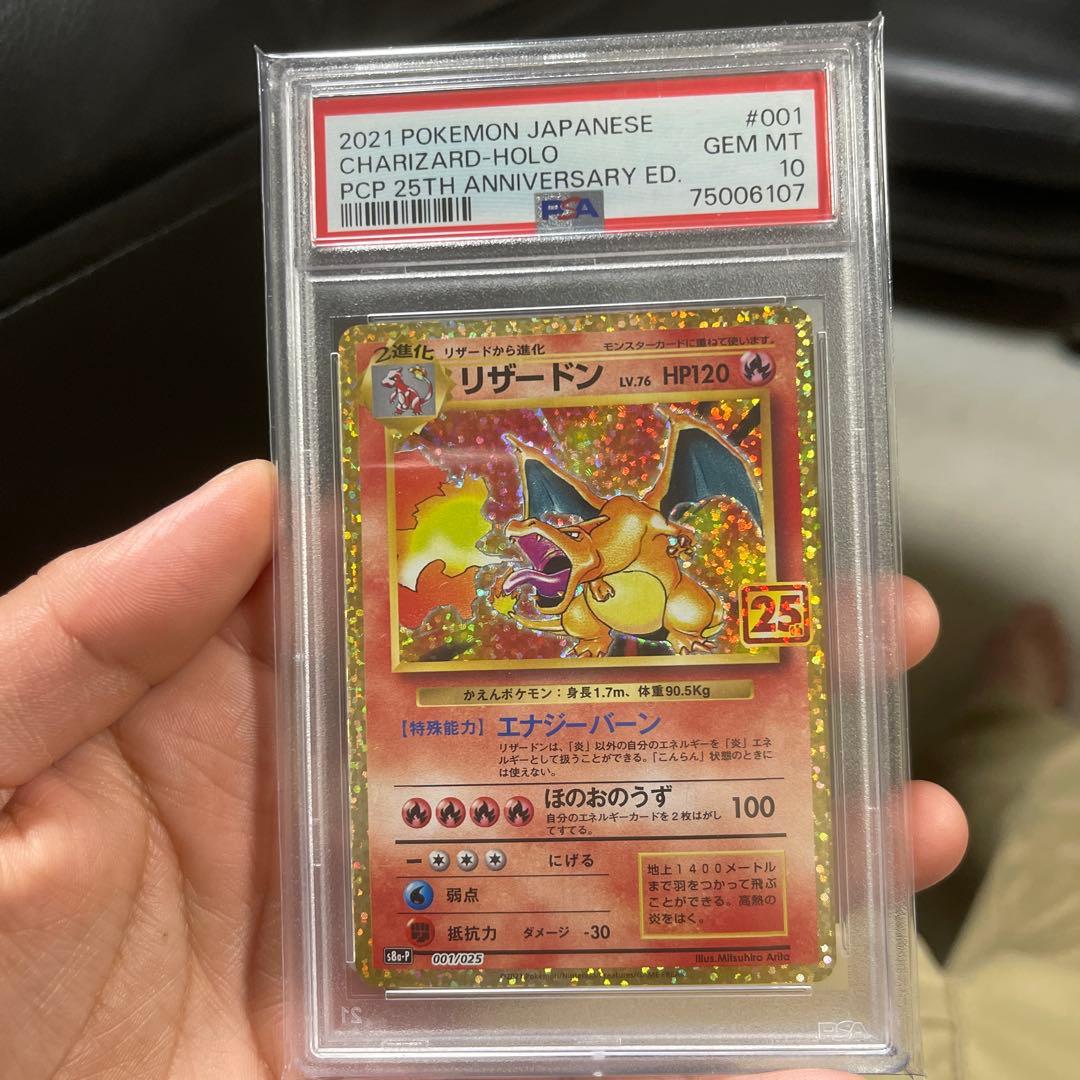 2021 POKEMON JAPANESE #001
CHARIZARD-HOLO GEM MT
PCP 25TH ANNIVERSARY ED. 10
PSA 75006107
2進化 リザードから進化 モンスターカードに重ねて使います。
リザードン LV.76 HP120
25th
かえんポケモン:身長1.7m、体重90.5Kg
【特殊能力】エナジーバーン
リザードンは、「炎」以外の自分のエネルギーを「炎」エネ
ルギーとして扱うことができる。「こんらん」状態のときに
は使えない。
ほのおのうず 100
自分のエネルギーカードを2枚はがし
てすてる。
にげる
弱点
抵抗力 ダメージ -30
地上1400メートル
まで羽をつかって飛ぶ
ことができる。高熱の
炎をはく。
Illus.Mitsuhiro Arita
s8a-P 001/025
©2021 Pokémon/Nintendo/Creatures/GAME FREAK
21
PSA